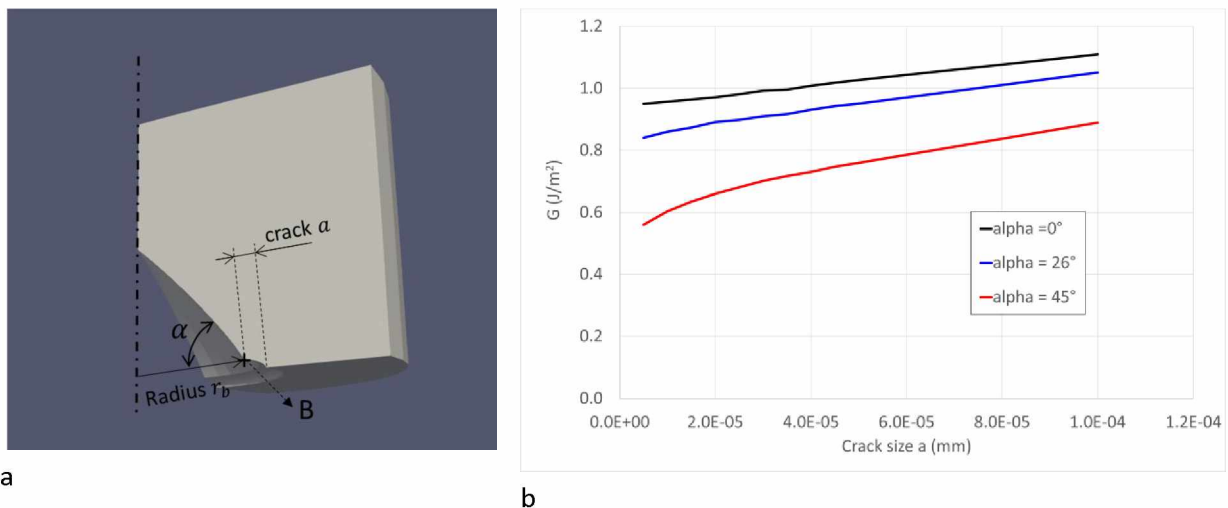 crack a
α
Radius r_b
B
a
1.2
1.0
0.8
0.6
0.4
0.2
0.0
G (J/m²)
alpha =0°
alpha = 26°
alpha = 45°
0.0E+00 2.0E-05 4.0E-05 6.0E-05 8.0E-05 1.0E-04 1.2E-04
Crack size a (mm)
b